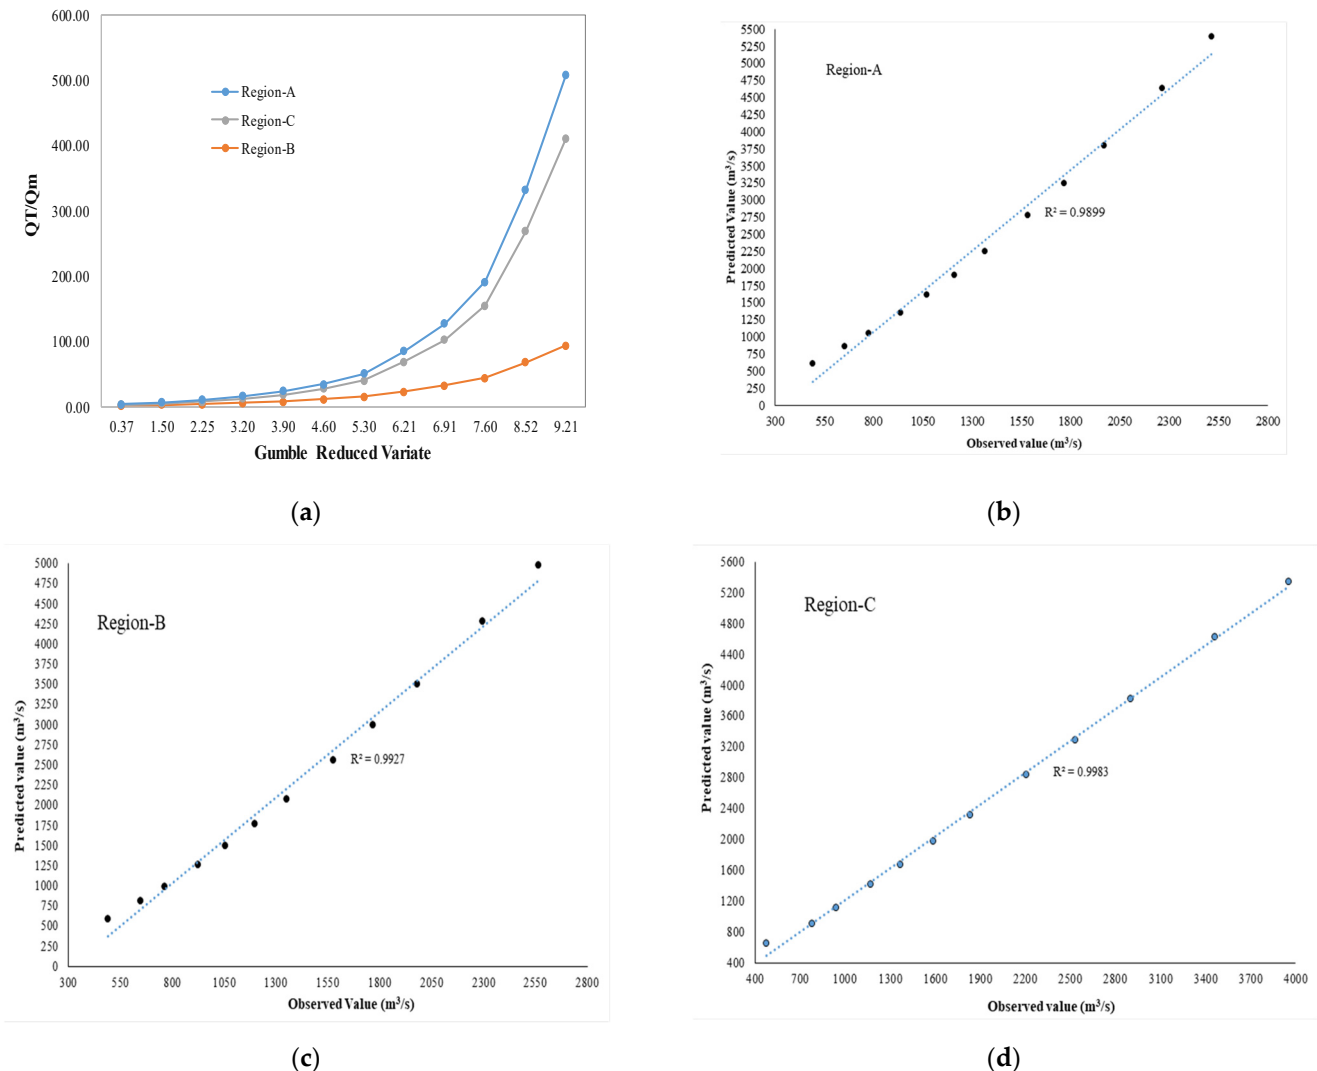 600.00
500.00
400.00
300.00
200.00
100.00
0.00
QT/Qm
Region-A
Region-C
Region-B
0.37 1.50 2.25 3.20 3.90 4.60 5.30 6.21 6.91 7.60 8.52 9.21
Gumble Reduced Variate
(a)
5500
5250
5000
4750
4500
4250
4000
3750
3500
3250
3000
2750
2500
2250
2000
1750
1500
1250
1000
750
500
250
0
Predicted Value (m³/s)
Region-A
R² = 0.9899
300 550 800 1050 1300 1550 1800 2050 2300 2550 2800
Observed value (m³/s)
(b)
5000
4750
4500
4250
4000
3750
3500
3250
3000
2750
2500
2250
2000
1750
1500
1250
1000
750
500
250
0
Predicted value (m³/s)
Region-B
R² = 0.9927
300 550 800 1050 1300 1550 1800 2050 2300 2550 2800
Observed Value (m³/s)
(c)
5600
5200
4800
4400
4000
3600
3200
2800
2400
2000
1600
1200
800
400
Predicted value (m³/s)
Region-C
R² = 0.9983
400 700 1000 1300 1600 1900 2200 2500 2800 3100 3400 3700 4000
Observed value (m³/s)
(d)